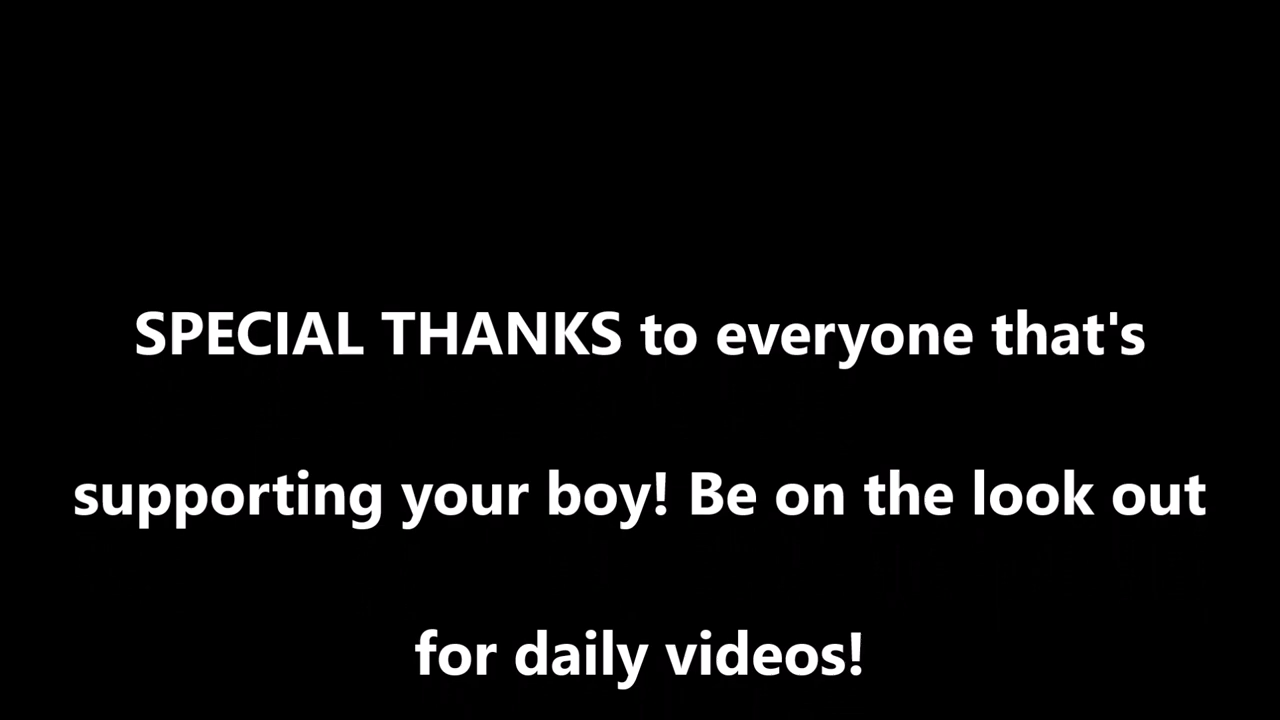 SPECIAL THANKS to everyone that's
supporting your boy! Be on the look out
for daily videos!